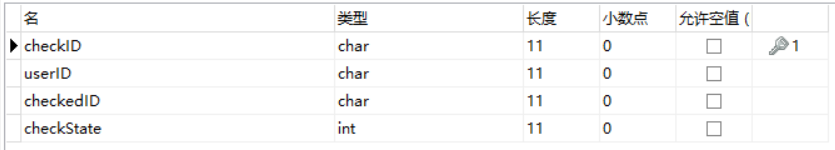 名 类型 长度 小数点 允许空值 (
checkID char 11 0 1
userID char 11 0
checkedID char 11 0
checkState int 11 0